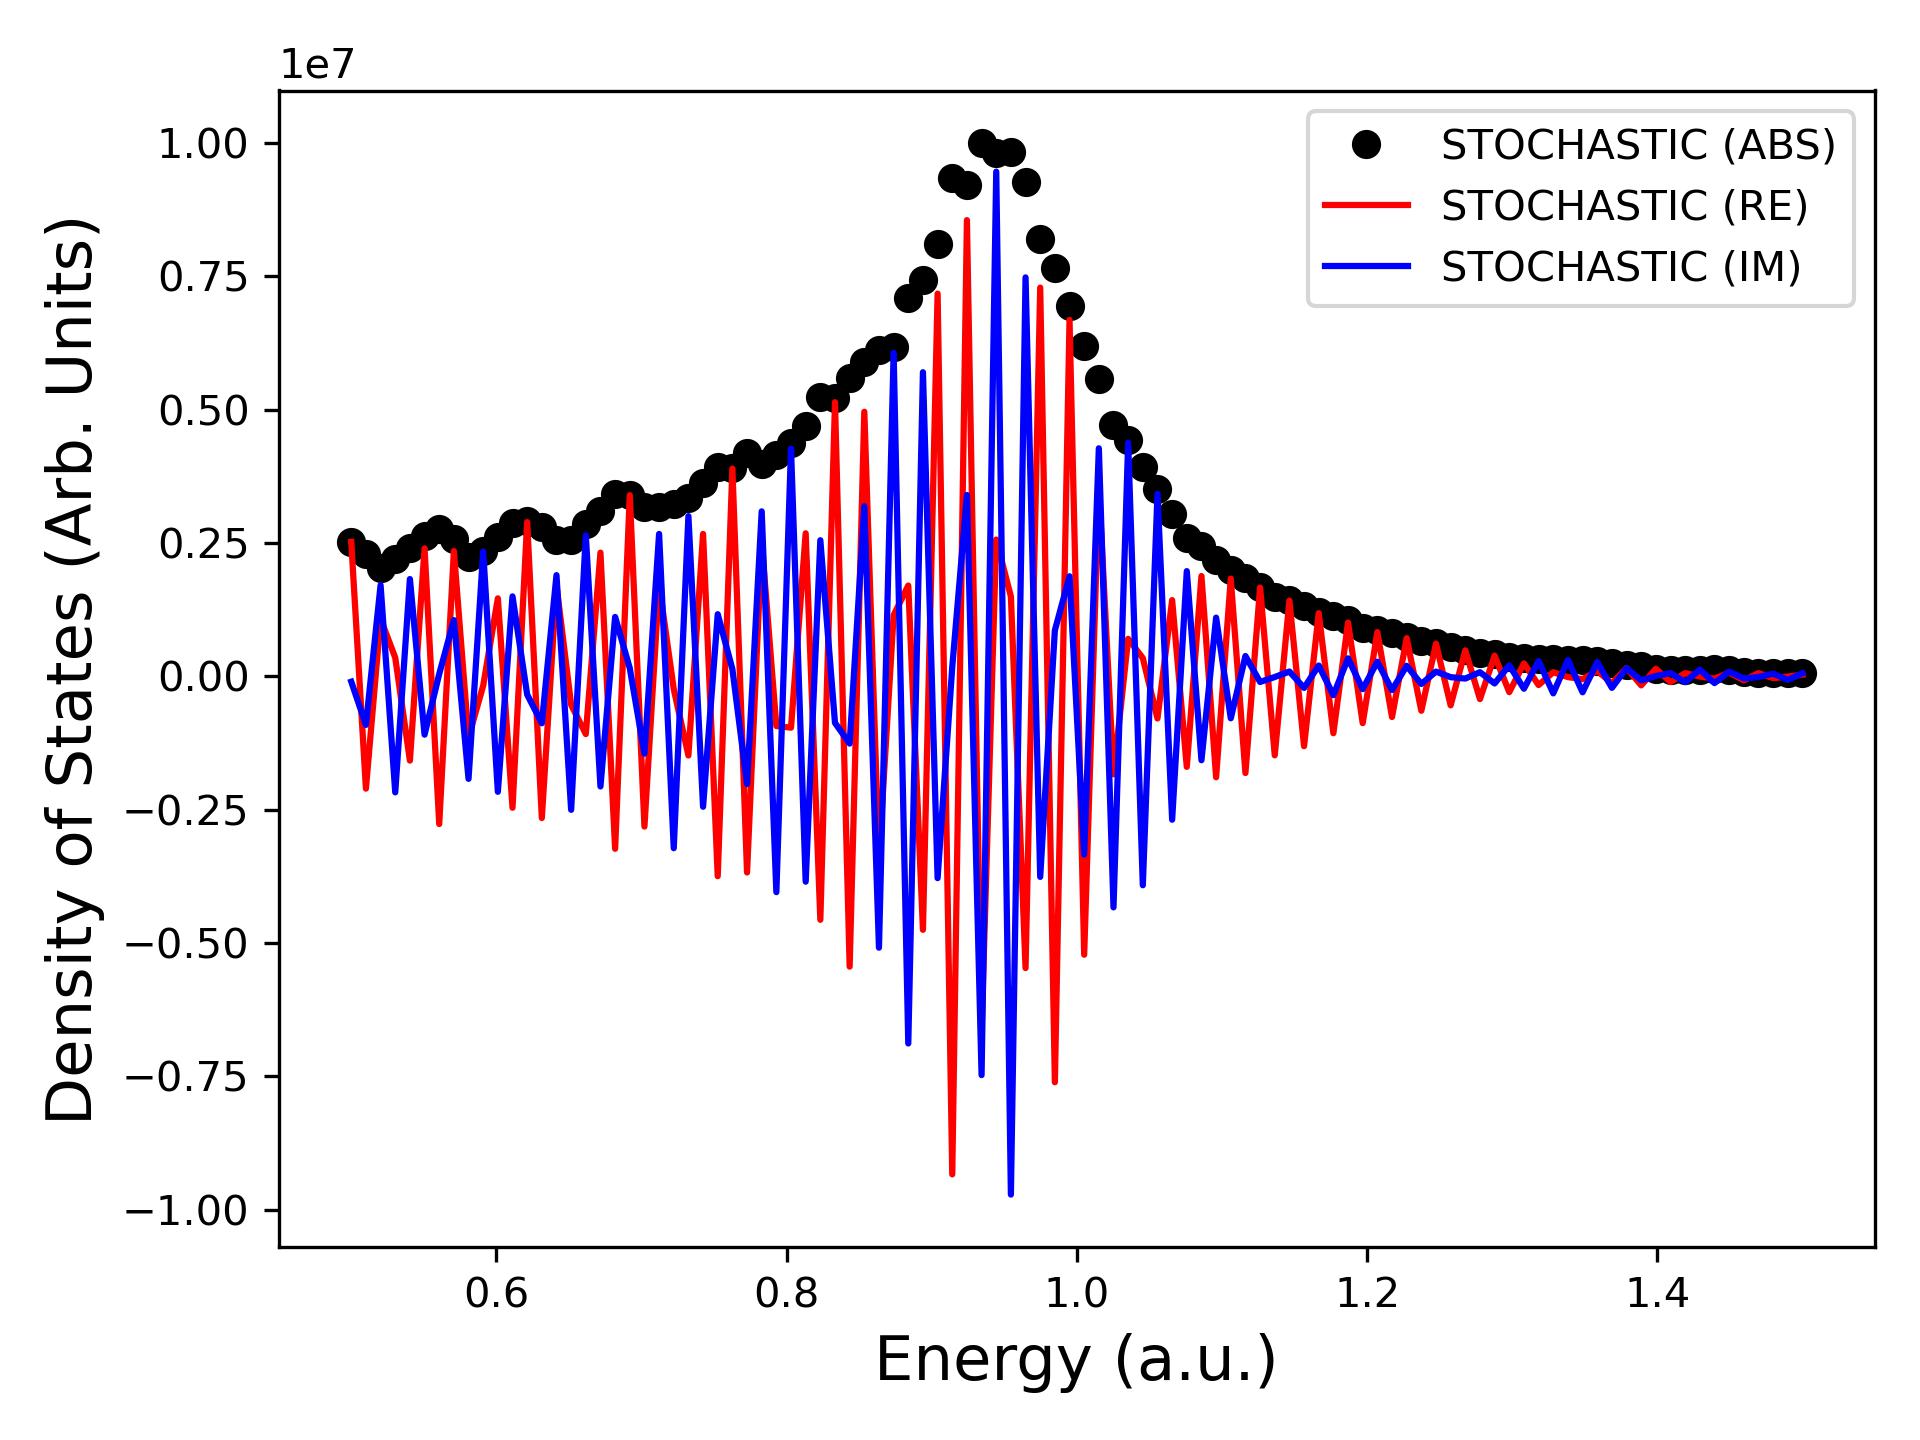 1e7
1.00
0.75
0.50
0.25
0.00
−0.25
−0.50
−0.75
−1.00
Density of States (Arb. Units)
STOCHASTIC (ABS)
STOCHASTIC (RE)
STOCHASTIC (IM)
0.6 0.8 1.0 1.2 1.4
Energy (a.u.)